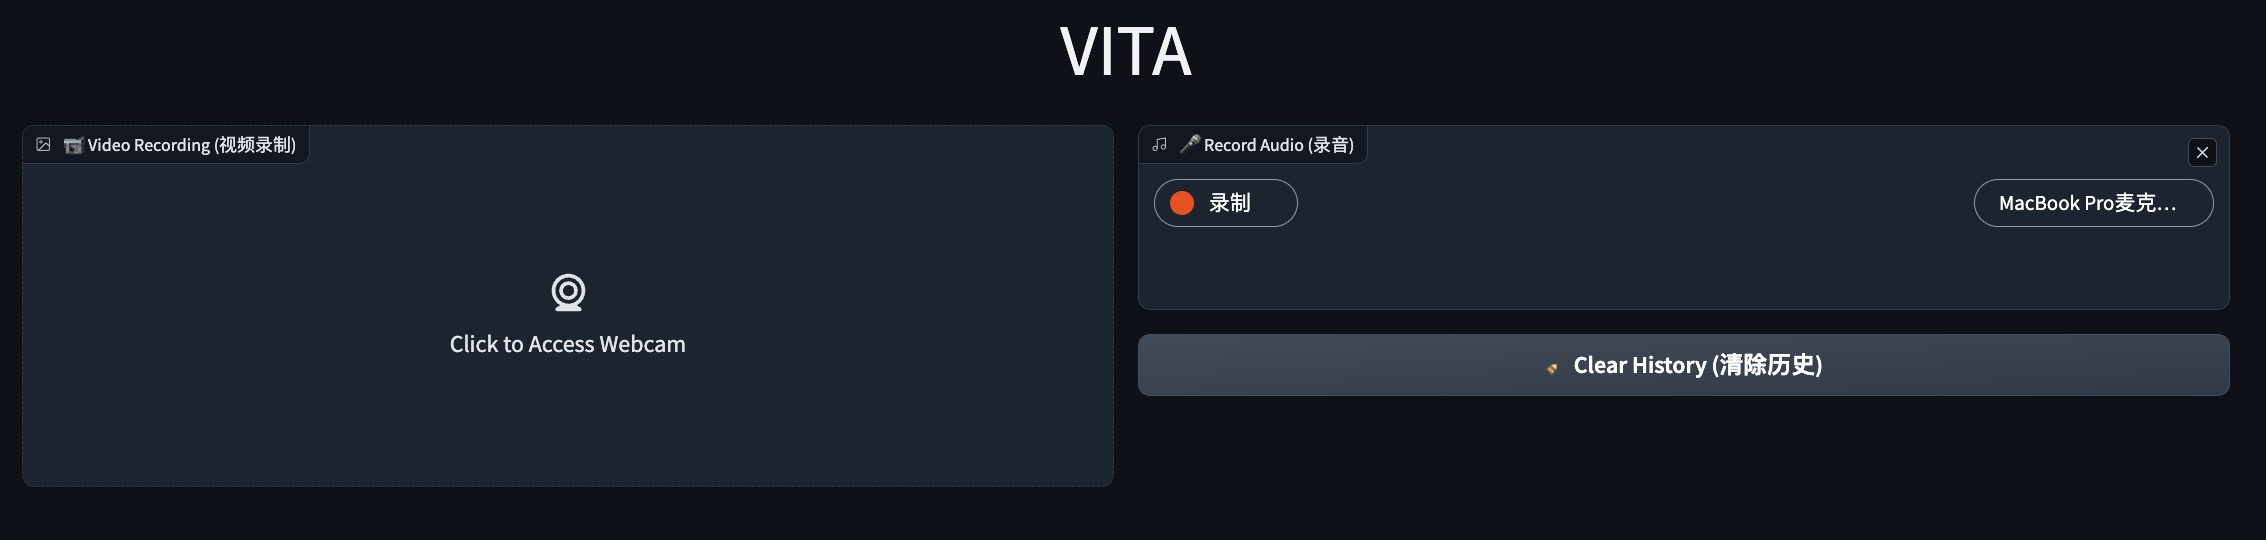 VITA
Video Recording (视频录制)
Click to Access Webcam
Record Audio (录音)
录制
MacBook Pro麦克...
Clear History (清除历史)